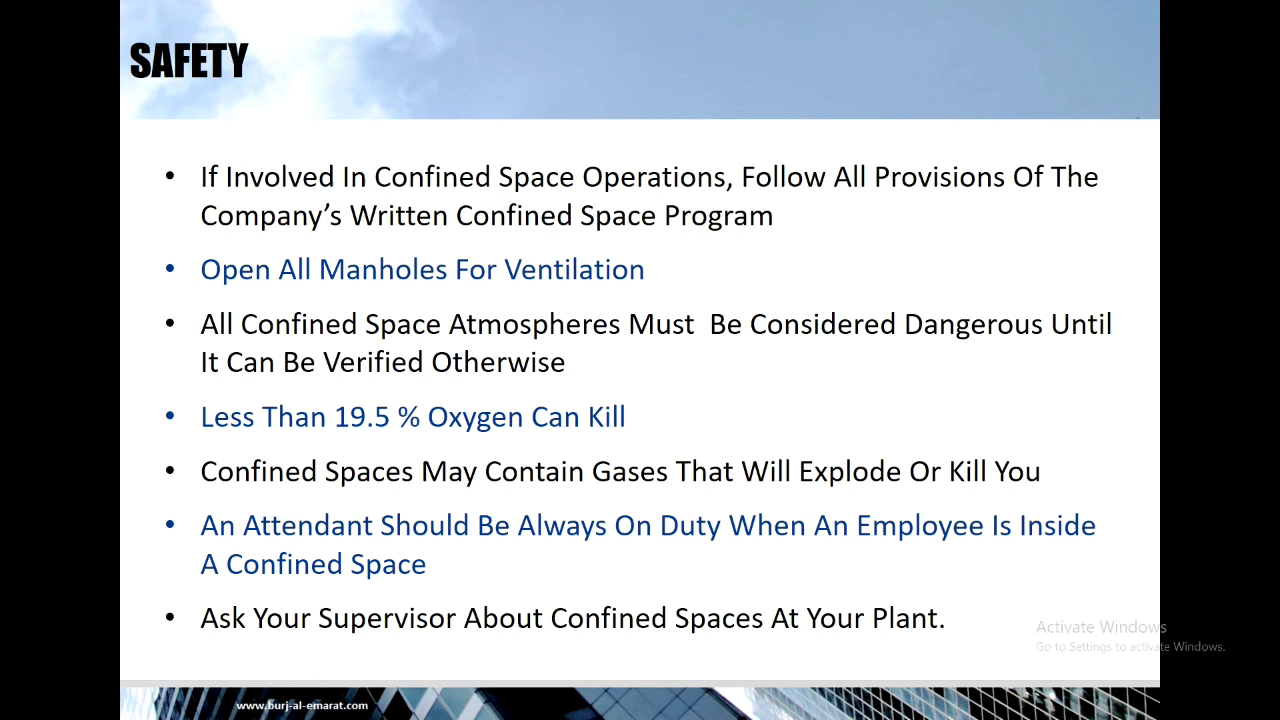 SAFETY
• If Involved In Confined Space Operations, Follow All Provisions Of The
Company’s Written Confined Space Program
• Open All Manholes For Ventilation
• All Confined Space Atmospheres Must  Be Considered Dangerous Until
It Can Be Verified Otherwise
• Less Than 19.5 % Oxygen Can Kill
• Confined Spaces May Contain Gases That Will Explode Or Kill You
• An Attendant Should Be Always On Duty When An Employee Is Inside
A Confined Space
• Ask Your Supervisor About Confined Spaces At Your Plant.
Activate Windows
Go to Settings to activate Windows.
www.burj-al-emarat.com